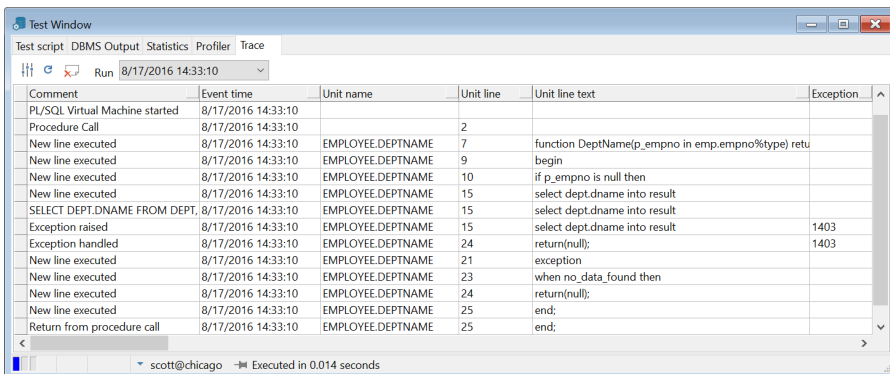 Test Window
Test script DBMS Output Statistics Profiler Trace
Run 8/17/2016 14:33:10
Comment Event time Unit name Unit line Unit line text Exception
PL/SQL Virtual Machine started 8/17/2016 14:33:10
Procedure Call 8/17/2016 14:33:10 2
New line executed 8/17/2016 14:33:10 EMPLOYEE.DEPTNAME 7 function DeptName(p_empno in emp.empno%type) retu
New line executed 8/17/2016 14:33:10 EMPLOYEE.DEPTNAME 9 begin
New line executed 8/17/2016 14:33:10 EMPLOYEE.DEPTNAME 10 if p_empno is null then
New line executed 8/17/2016 14:33:10 EMPLOYEE.DEPTNAME 15 select dept.dname into result
SELECT DEPT.DNAME FROM DEPT, 8/17/2016 14:33:10 EMPLOYEE.DEPTNAME 15 select dept.dname into result
Exception raised 8/17/2016 14:33:10 EMPLOYEE.DEPTNAME 15 select dept.dname into result 1403
Exception handled 8/17/2016 14:33:10 EMPLOYEE.DEPTNAME 24 return(null); 1403
New line executed 8/17/2016 14:33:10 EMPLOYEE.DEPTNAME 21 exception
New line executed 8/17/2016 14:33:10 EMPLOYEE.DEPTNAME 23 when no_data_found then
New line executed 8/17/2016 14:33:10 EMPLOYEE.DEPTNAME 24 return(null);
New line executed 8/17/2016 14:33:10 EMPLOYEE.DEPTNAME 25 end;
Return from procedure call 8/17/2016 14:33:10 EMPLOYEE.DEPTNAME 25 end;
scott@chicago Executed in 0.014 seconds